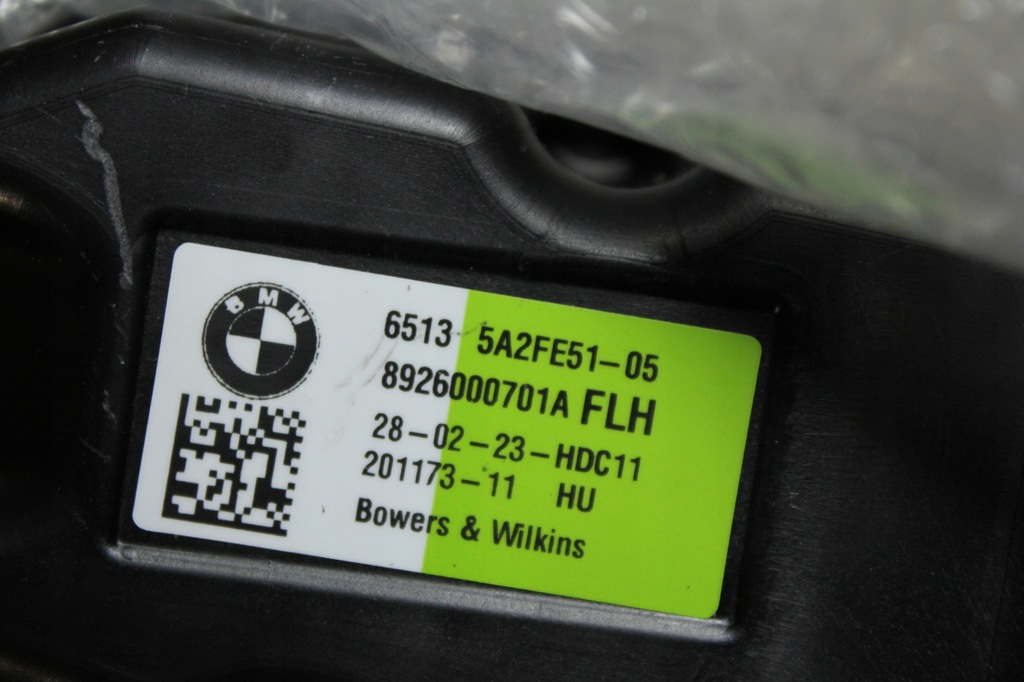 BMW
6513 5A2FE51-05
8926000701A FLH
28-02-23-HDC11
201173-11 HU
Bowers & Wilkins